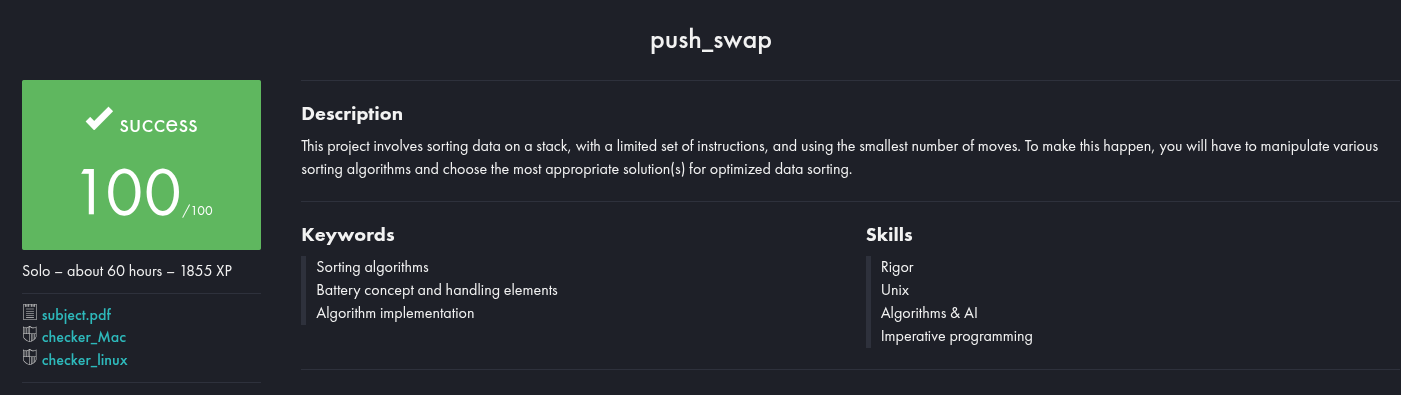 push_swap
success
100/100
Solo – about 60 hours – 1855 XP
subject.pdf
checker_Mac
checker_linux
Description
This project involves sorting data on a stack, with a limited set of instructions, and using the smallest number of moves. To make this happen, you will have to manipulate various
sorting algorithms and choose the most appropriate solution(s) for optimized data sorting.
Keywords
Sorting algorithms
Battery concept and handling elements
Algorithm implementation
Skills
Rigor
Unix
Algorithms & AI
Imperative programming